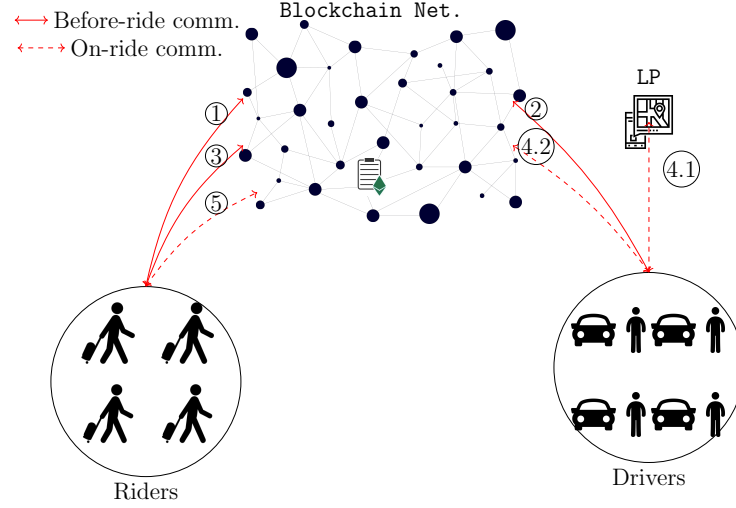 Blockchain Net.
Before-ride comm.
On-ride comm.
LP
1
2
3
4.2
4.1
5
Riders
Drivers